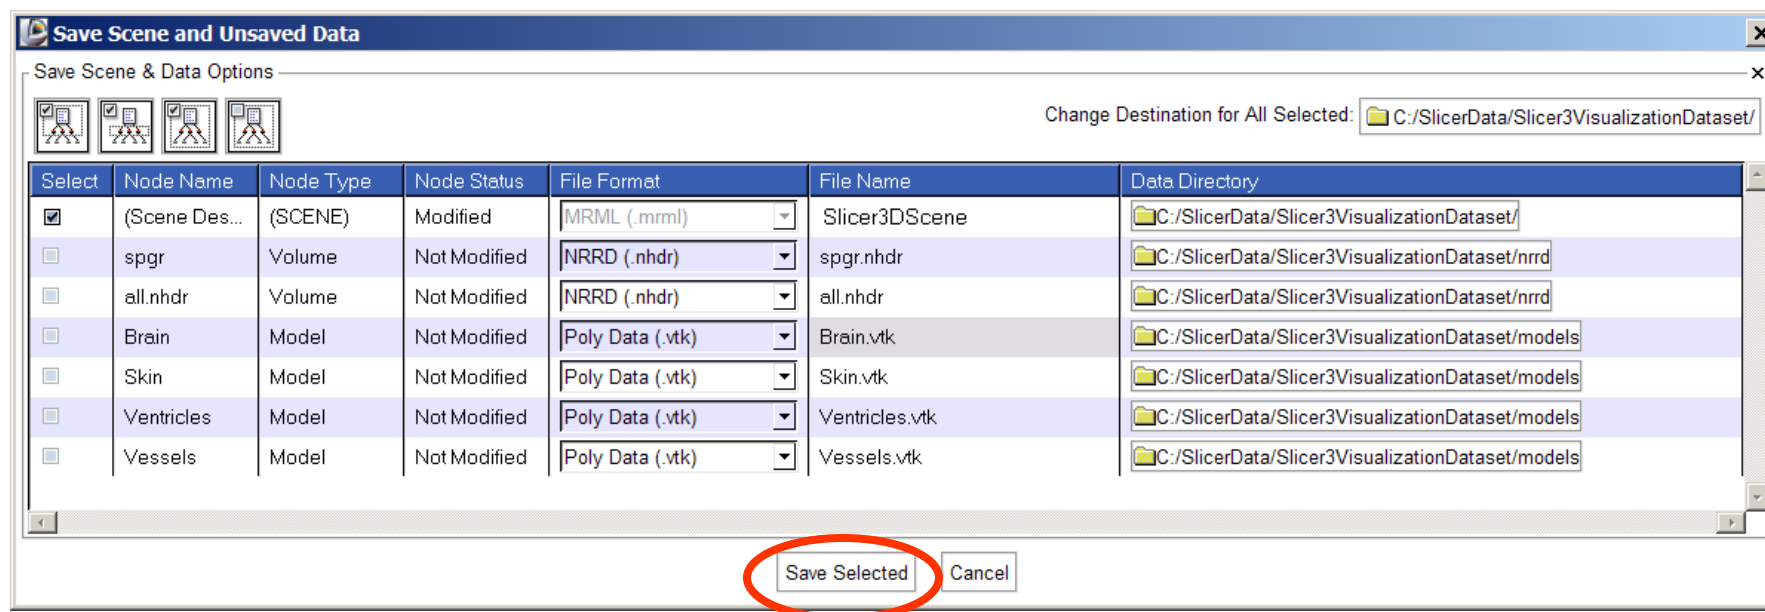 Save Scene and Unsaved Data
Save Scene & Data Options
Change Destination for All Selected: C:/SlicerData/Slicer3VisualizationDataset/
Select Node Name Node Type Node Status File Format File Name Data Directory
(Scene Des... (SCENE) Modified MRML (.mrml) Slicer3DScene C:/SlicerData/Slicer3VisualizationDataset/
spgr Volume Not Modified NRRD (.nhdr) spgr.nhdr C:/SlicerData/Slicer3VisualizationDataset/nrrd
all.nhdr Volume Not Modified NRRD (.nhdr) all.nhdr C:/SlicerData/Slicer3VisualizationDataset/nrrd
Brain Model Not Modified Poly Data (.vtk) Brain.vtk C:/SlicerData/Slicer3VisualizationDataset/models
Skin Model Not Modified Poly Data (.vtk) Skin.vtk C:/SlicerData/Slicer3VisualizationDataset/models
Ventricles Model Not Modified Poly Data (.vtk) Ventricles.vtk C:/SlicerData/Slicer3VisualizationDataset/models
Vessels Model Not Modified Poly Data (.vtk) Vessels.vtk C:/SlicerData/Slicer3VisualizationDataset/models
Save Selected Cancel